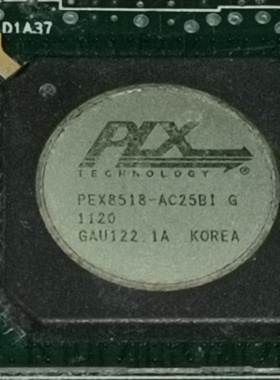 D1A37
PLX
TECHNOLOGY ®
PEX8518-AC25BI G
1120
GAU122.1A KOREA